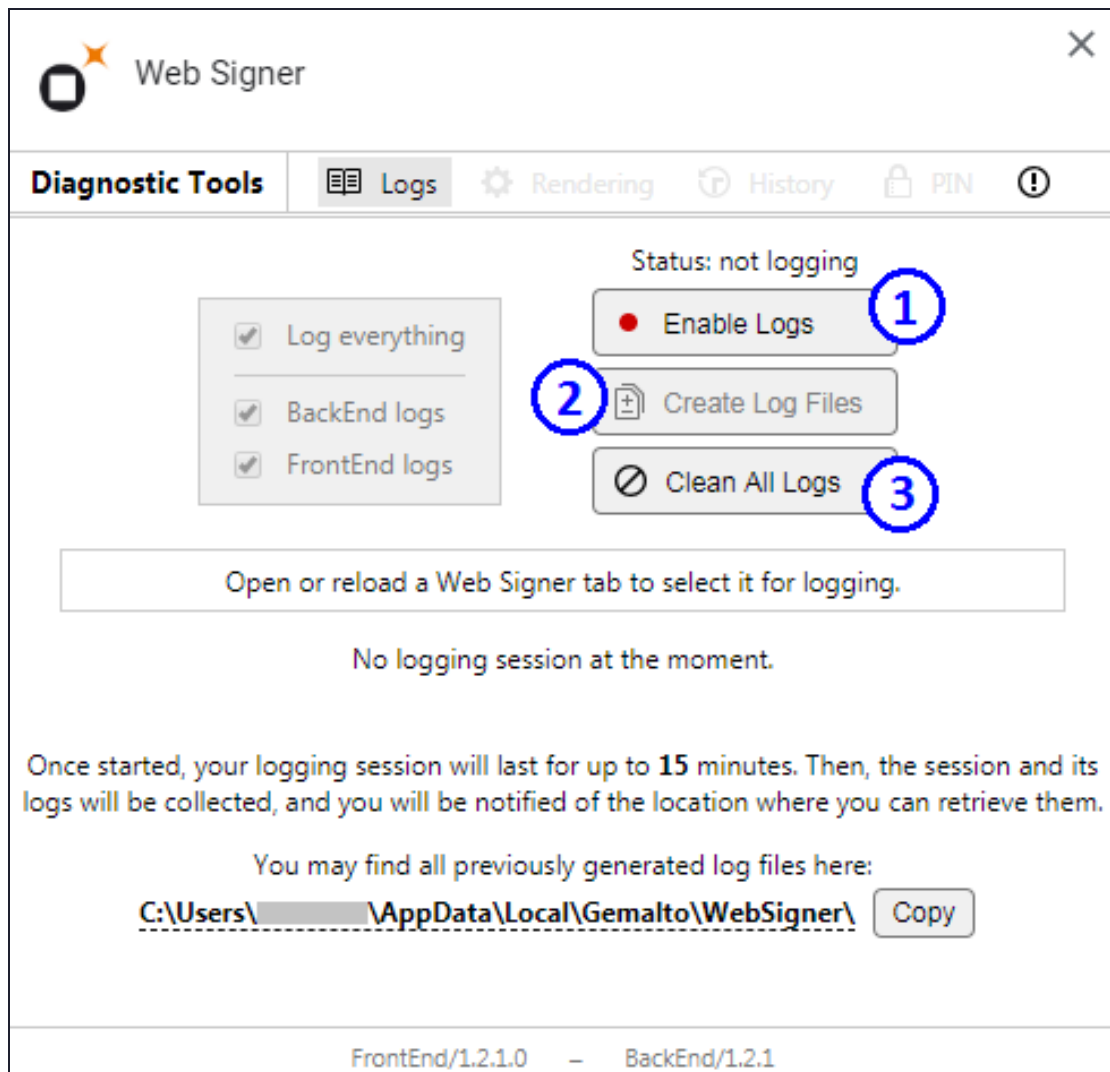 Web Signer
Diagnostic Tools Logs Rendering History PIN
Status: not logging
Log everything
BackEnd logs
FrontEnd logs
Enable Logs 1
2 Create Log Files
Clean All Logs 3
Open or reload a Web Signer tab to select it for logging.
No logging session at the moment.
Once started, your logging session will last for up to 15 minutes. Then, the session and its
logs will be collected, and you will be notified of the location where you can retrieve them.
You may find all previously generated log files here:
C:\Users\ \AppData\Local\Gemalto\WebSigner\ Copy
FrontEnd/1.2.1.0 – BackEnd/1.2.1